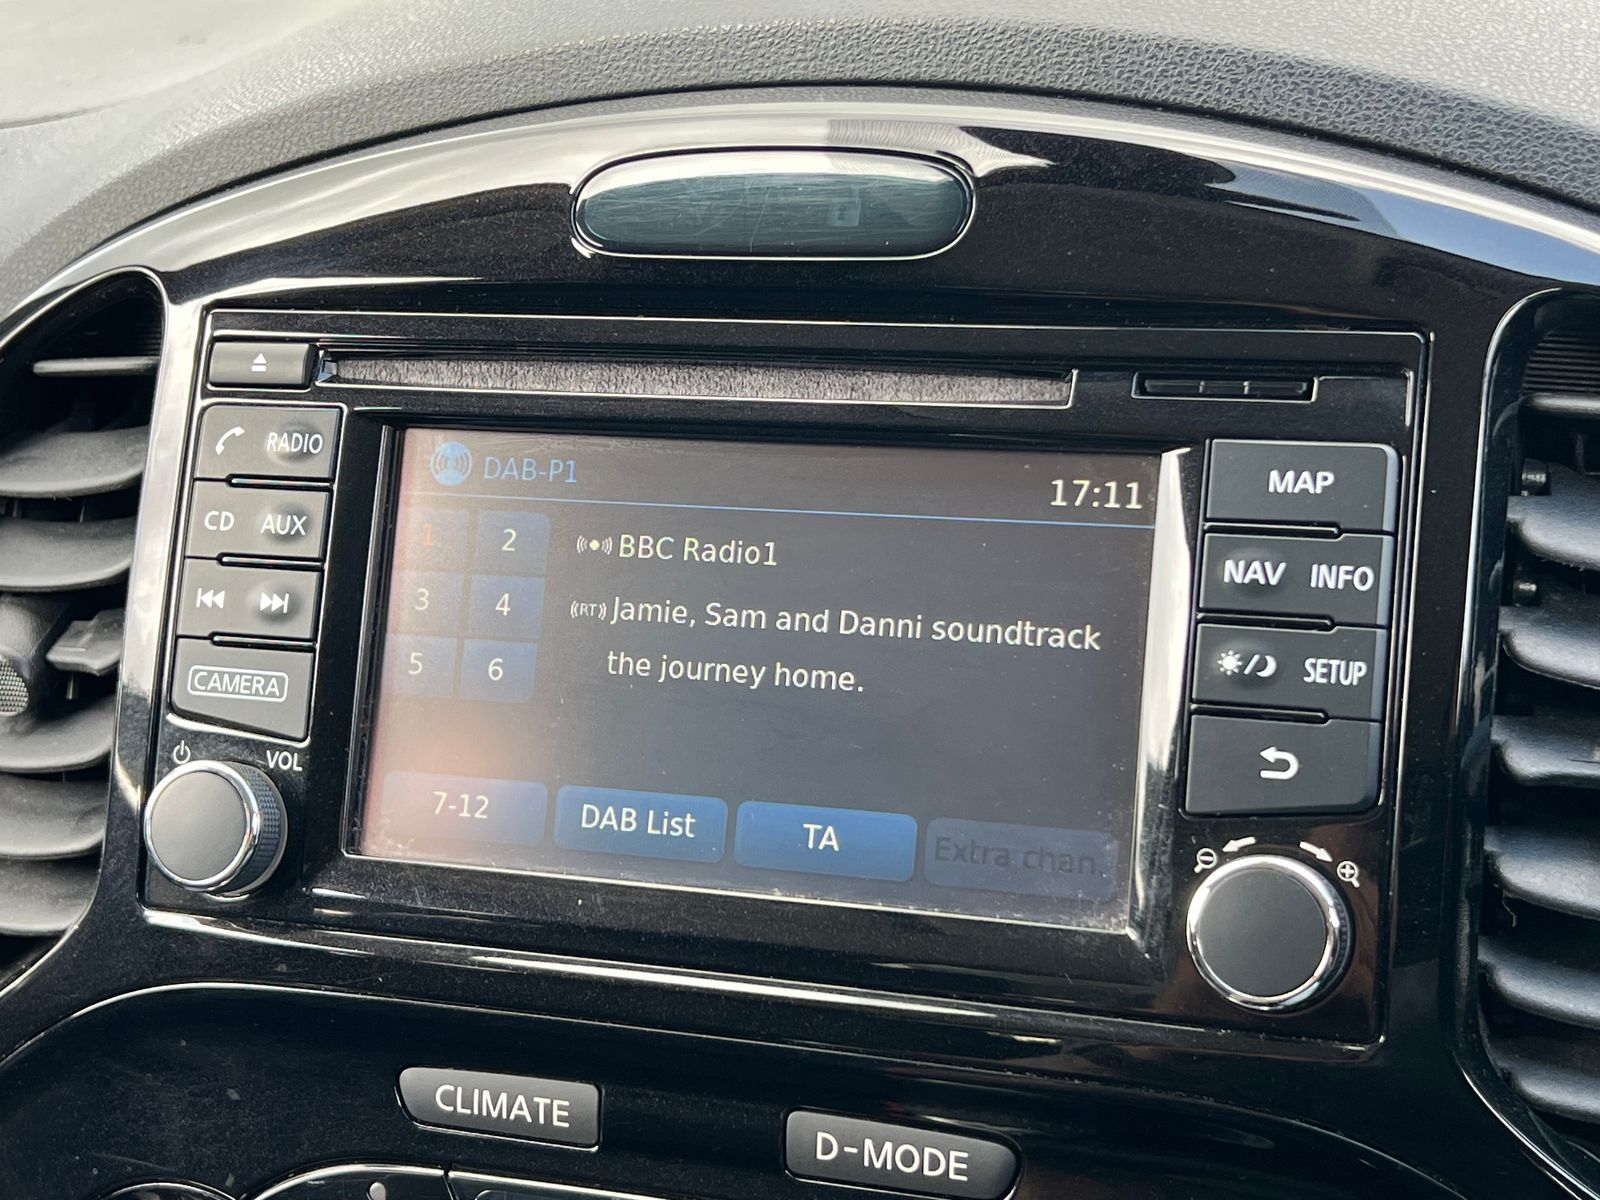 RADIO
CD AUX
CAMERA
VOL
DAB-P1
17:11
1 2
BBC Radio1
3 4
RT Jamie, Sam and Danni soundtrack
5 6
the journey home.
7-12 DAB List TA Extra chan.
MAP
NAV INFO
SETUP
CLIMATE
D-MODE